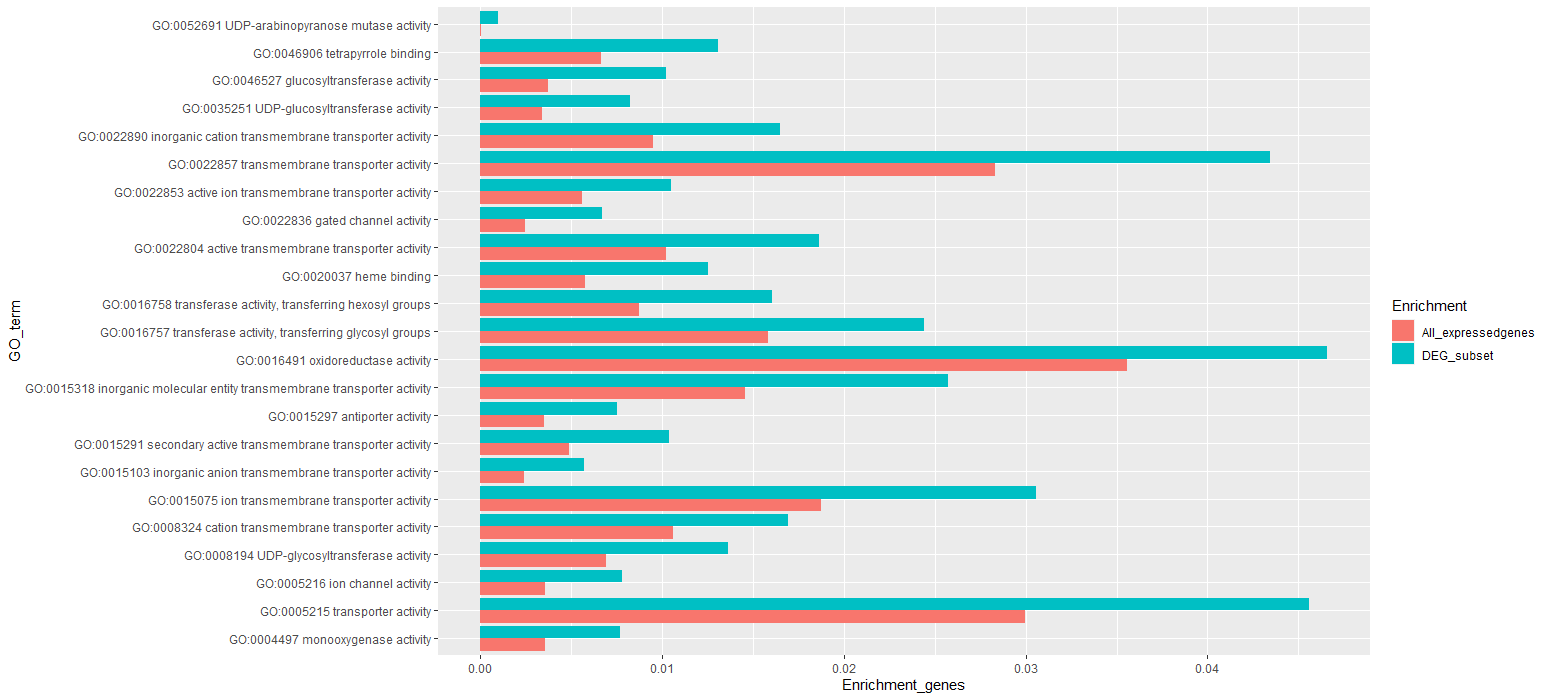 GO_term
GO:0052691 UDP-arabinopyranose mutase activity
GO:0046906 tetrapyrrole binding
GO:0046527 glucosyltransferase activity
GO:0035251 UDP-glucosyltransferase activity
GO:0022890 inorganic cation transmembrane transporter activity
GO:0022857 transmembrane transporter activity
GO:0022853 active ion transmembrane transporter activity
GO:0022836 gated channel activity
GO:0022804 active transmembrane transporter activity
GO:0020037 heme binding
GO:0016758 transferase activity, transferring hexosyl groups
GO:0016757 transferase activity, transferring glycosyl groups
GO:0016491 oxidoreductase activity
GO:0015318 inorganic molecular entity transmembrane transporter activity
GO:0015297 antiporter activity
GO:0015291 secondary active transmembrane transporter activity
GO:0015103 inorganic anion transmembrane transporter activity
GO:0015075 ion transmembrane transporter activity
GO:0008324 cation transmembrane transporter activity
GO:0008194 UDP-glycosyltransferase activity
GO:0005216 ion channel activity
GO:0005215 transporter activity
GO:0004497 monooxygenase activity
0.00 0.01 0.02 0.03 0.04
Enrichment_genes
Enrichment
All_expressedgenes
DEG_subset